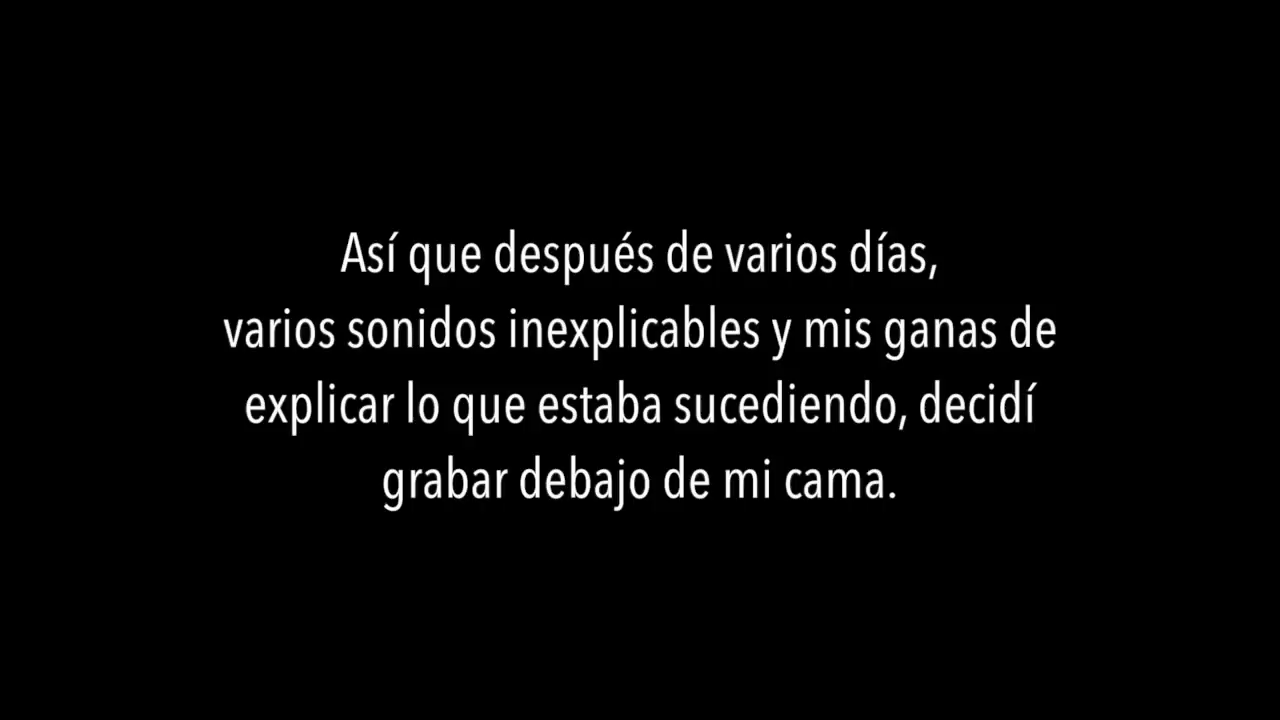 Así que después de varios días,
varios sonidos inexplicables y mis ganas de
explicar lo que estaba sucediendo, decidí
grabar debajo de mi cama.